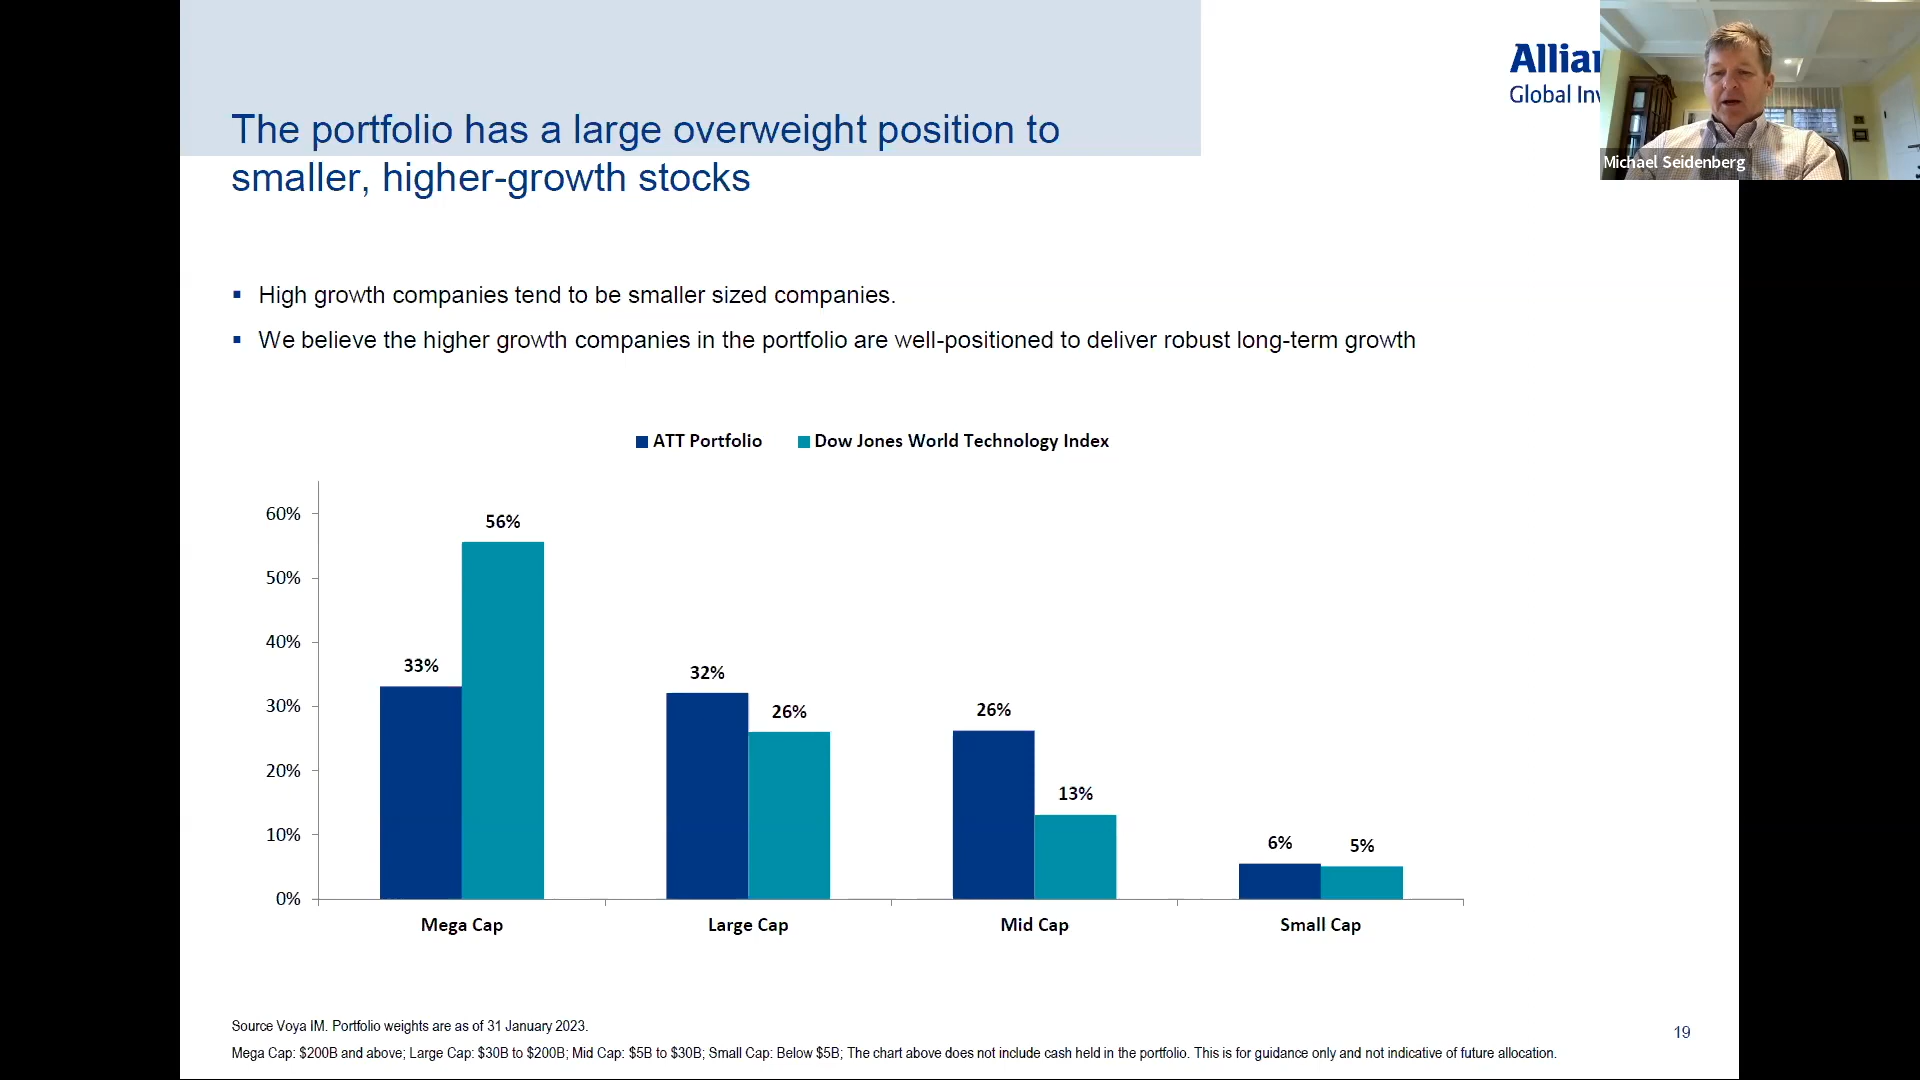 Allia
Global Inv
Michael Seidenberg
The portfolio has a large overweight position to
smaller, higher-growth stocks
▪ High growth companies tend to be smaller sized companies.
▪ We believe the higher growth companies in the portfolio are well-positioned to deliver robust long-term growth
ATT Portfolio Dow Jones World Technology Index
60%
50%
40%
30%
20%
10%
0%
33% 56%
32% 26%
26% 13%
6% 5%
Mega Cap Large Cap Mid Cap Small Cap
Source Voya IM. Portfolio weights are as of 31 January 2023.
Mega Cap: $200B and above; Large Cap: $30B to $200B; Mid Cap: $5B to $30B; Small Cap: Below $5B; The chart above does not include cash held in the portfolio. This is for guidance only and not indicative of future allocation.
19